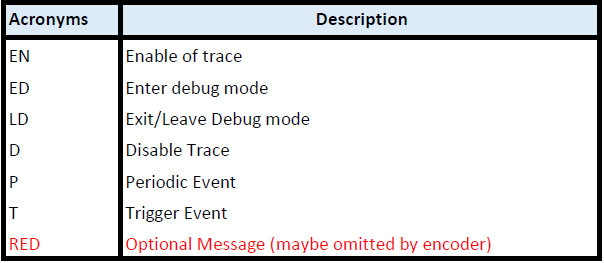 Acronyms Description
EN Enable of trace
ED Enter debug mode
LD Exit/Leave Debug mode
D Disable Trace
P Periodic Event
T Trigger Event
RED Optional Message (maybe omitted by encoder)